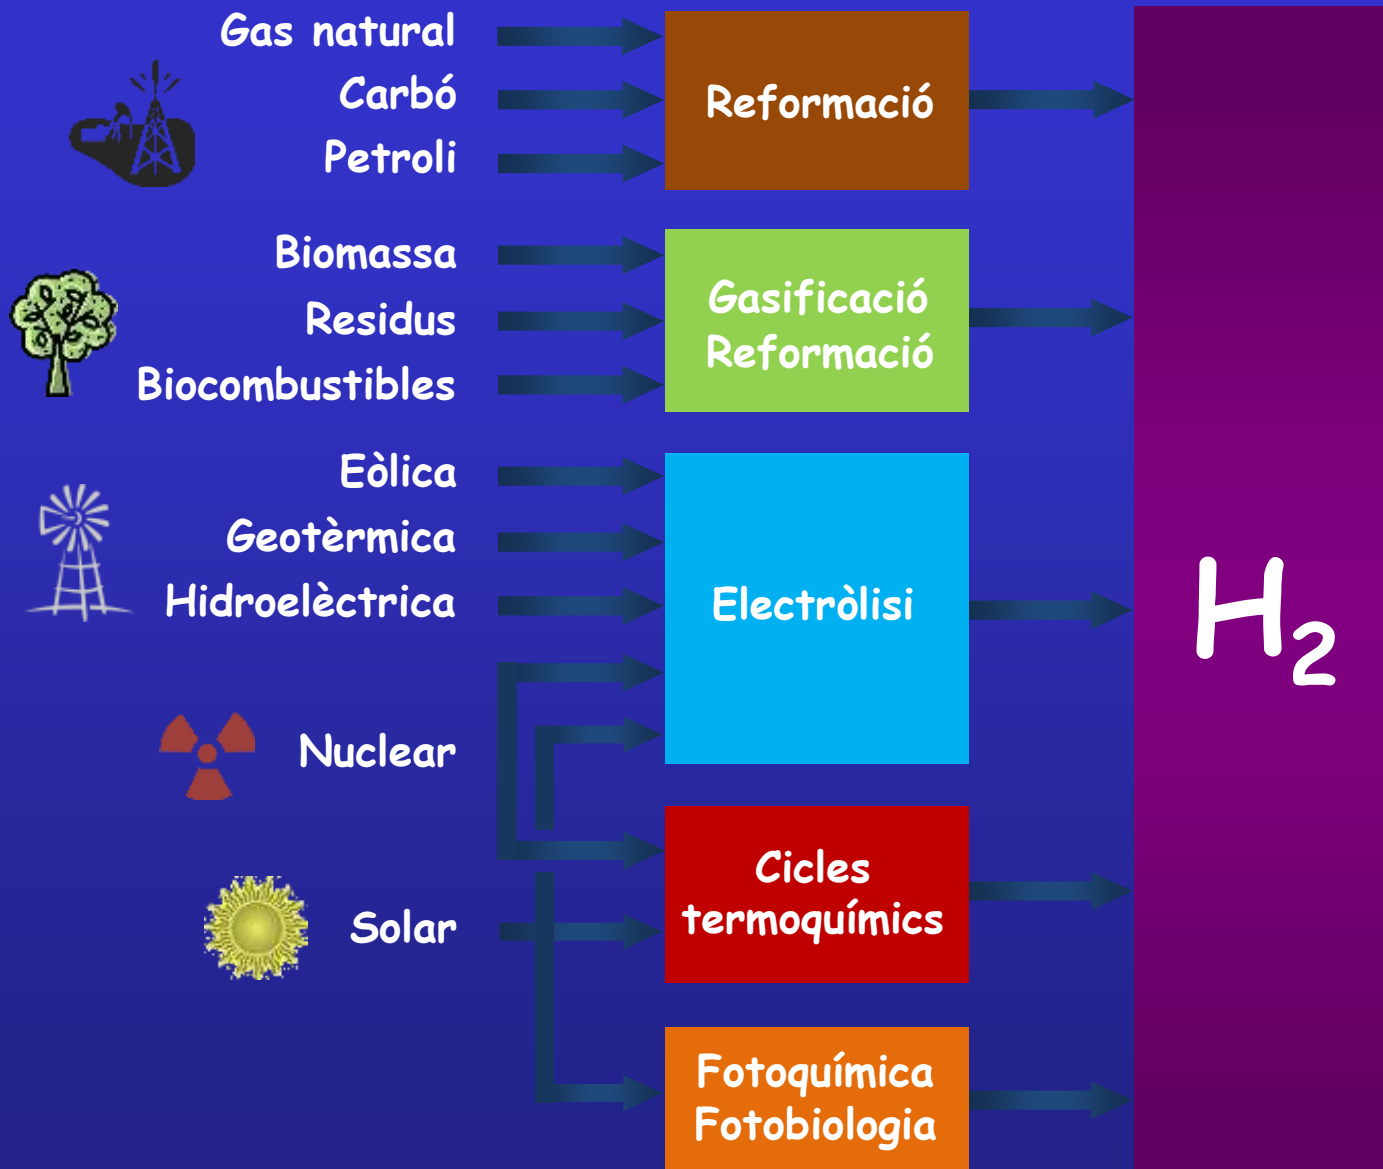 Gas natural
Carbó
Petroli
Reformació
Biomassa
Residus
Biocombustibles
Gasificació
Reformació
Eòlica
Geotèrmica
Hidroelèctrica
Electròlisi
Nuclear
Solar
Cicles
termoquímics
Fotoquímica
Fotobiologia
H₂